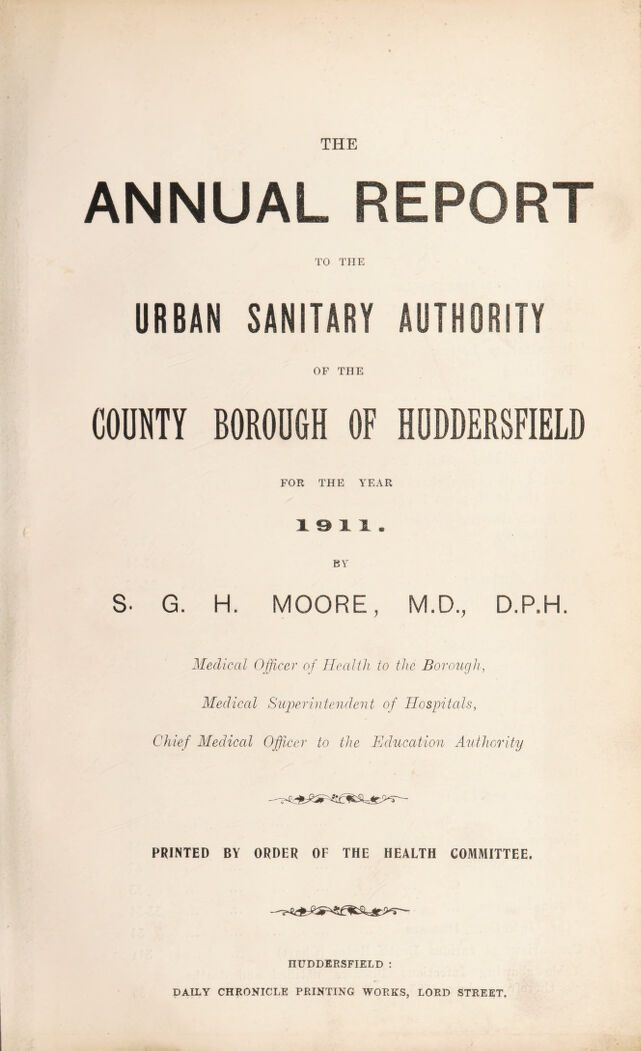 THE
ANNUAL REPORT
TO THE
URBAN SANITARY AUTHORITY
OF THE
COUNTY BOROUGH OF HUDDERSFIELD
FOR THE YEAR
1911.
BY
S. G. H. MOORE, M.D., D.P.H.
Medical Officer of Health to the Borough,
Medical Superintendent of Hospitals,
Chief Medical Officer to the Education Authority
PRINTED BY ORDER OF THE HEALTH COMMITTEE.
HUDDERSFIELD :
DAILY CHRONICLE PRINTING WORKS, LORD STREET.